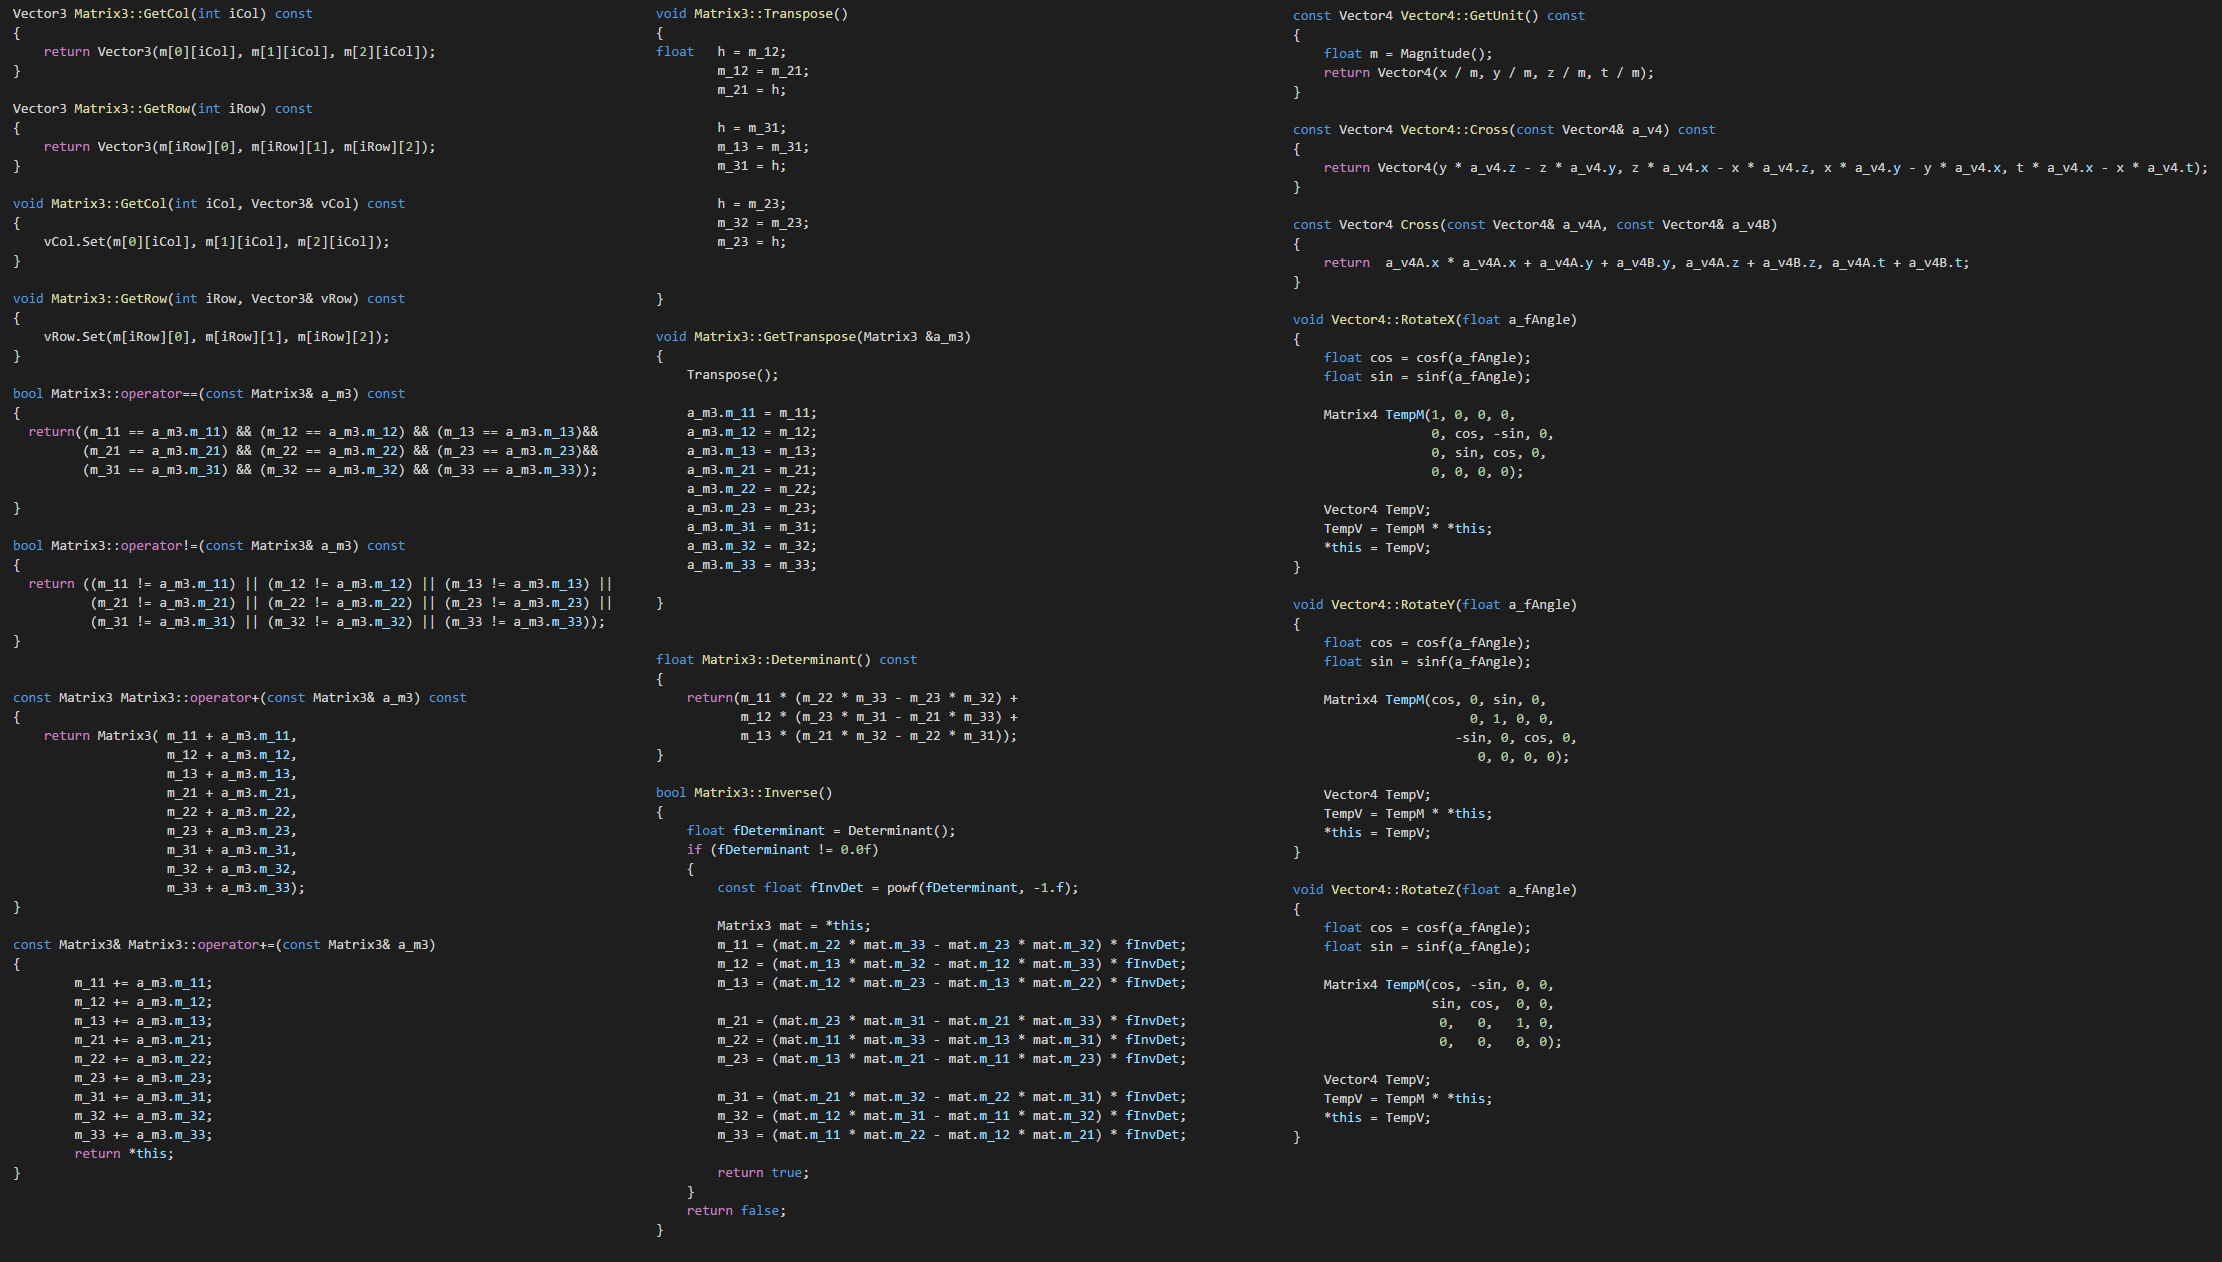 Vector3 Matrix3::GetCol(int iCol) const
{
    return Vector3(m[0][iCol], m[1][iCol], m[2][iCol]);
}

Vector3 Matrix3::GetRow(int iRow) const
{
    return Vector3(m[iRow][0], m[iRow][1], m[iRow][2]);
}

void Matrix3::GetCol(int iCol, Vector3& vCol) const
{
    vCol.Set(m[0][iCol], m[1][iCol], m[2][iCol]);
}

void Matrix3::GetRow(int iRow, Vector3& vRow) const
{
    vRow.Set(m[iRow][0], m[iRow][1], m[iRow][2]);
}

bool Matrix3::operator==(const Matrix3& a_m3) const
{
  return((m_11 == a_m3.m_11) && (m_12 == a_m3.m_12) && (m_13 == a_m3.m_13)&&
         (m_21 == a_m3.m_21) && (m_22 == a_m3.m_22) && (m_23 == a_m3.m_23)&&
         (m_31 == a_m3.m_31) && (m_32 == a_m3.m_32) && (m_33 == a_m3.m_33));

}

bool Matrix3::operator!=(const Matrix3& a_m3) const
{
  return ((m_11 != a_m3.m_11) || (m_12 != a_m3.m_12) || (m_13 != a_m3.m_13) ||
          (m_21 != a_m3.m_21) || (m_22 != a_m3.m_22) || (m_23 != a_m3.m_23) ||
          (m_31 != a_m3.m_31) || (m_32 != a_m3.m_32) || (m_33 != a_m3.m_33));
}

const Matrix3 Matrix3::operator+(const Matrix3& a_m3) const
{
    return Matrix3( m_11 + a_m3.m_11,
                    m_12 + a_m3.m_12,
                    m_13 + a_m3.m_13,
                    m_21 + a_m3.m_21,
                    m_22 + a_m3.m_22,
                    m_23 + a_m3.m_23,
                    m_31 + a_m3.m_31,
                    m_32 + a_m3.m_32,
                    m_33 + a_m3.m_33);
}

const Matrix3& Matrix3::operator+=(const Matrix3& a_m3)
{
        m_11 += a_m3.m_11;
        m_12 += a_m3.m_12;
        m_13 += a_m3.m_13;
        m_21 += a_m3.m_21;
        m_22 += a_m3.m_22;
        m_23 += a_m3.m_23;
        m_31 += a_m3.m_31;
        m_32 += a_m3.m_32;
        m_33 += a_m3.m_33;
        return *this;
}

void Matrix3::Transpose()
{
float   h = m_12;
        m_12 = m_21;
        m_21 = h;

        h = m_31;
        m_13 = m_31;
        m_31 = h;

        h = m_23;
        m_32 = m_23;
        m_23 = h;

}

void Matrix3::GetTranspose(Matrix3 &a_m3)
{
    Transpose();

    a_m3.m_11 = m_11;
    a_m3.m_12 = m_12;
    a_m3.m_13 = m_13;
    a_m3.m_21 = m_21;
    a_m3.m_22 = m_22;
    a_m3.m_23 = m_23;
    a_m3.m_31 = m_31;
    a_m3.m_32 = m_32;
    a_m3.m_33 = m_33;

}

float Matrix3::Determinant() const
{
    return(m_11 * (m_22 * m_33 - m_23 * m_32) +
           m_12 * (m_23 * m_31 - m_21 * m_33) +
           m_13 * (m_21 * m_32 - m_22 * m_31));
}

bool Matrix3::Inverse()
{
    float fDeterminant = Determinant();
    if (fDeterminant != 0.0f)
    {
        const float fInvDet = powf(fDeterminant, -1.f);

        Matrix3 mat = *this;
        m_11 = (mat.m_22 * mat.m_33 - mat.m_23 * mat.m_32) * fInvDet;
        m_12 = (mat.m_13 * mat.m_32 - mat.m_12 * mat.m_33) * fInvDet;
        m_13 = (mat.m_12 * mat.m_23 - mat.m_13 * mat.m_22) * fInvDet;

        m_21 = (mat.m_23 * mat.m_31 - mat.m_21 * mat.m_33) * fInvDet;
        m_22 = (mat.m_11 * mat.m_33 - mat.m_13 * mat.m_31) * fInvDet;
        m_23 = (mat.m_13 * mat.m_21 - mat.m_11 * mat.m_23) * fInvDet;

        m_31 = (mat.m_21 * mat.m_32 - mat.m_22 * mat.m_31) * fInvDet;
        m_32 = (mat.m_12 * mat.m_31 - mat.m_11 * mat.m_32) * fInvDet;
        m_33 = (mat.m_11 * mat.m_22 - mat.m_12 * mat.m_21) * fInvDet;

        return true;
    }
    return false;
}

const Vector4 Vector4::GetUnit() const
{
    float m = Magnitude();
    return Vector4(x / m, y / m, z / m, t / m);
}

const Vector4 Vector4::Cross(const Vector4& a_v4) const
{
    return Vector4(y * a_v4.z - z * a_v4.y, z * a_v4.x - x * a_v4.z, x * a_v4.y - y * a_v4.x, t * a_v4.x - x * a_v4.t);
}

const Vector4 Cross(const Vector4& a_v4A, const Vector4& a_v4B)
{
    return  a_v4A.x * a_v4A.x + a_v4A.y + a_v4B.y, a_v4A.z + a_v4B.z, a_v4A.t + a_v4B.t;
}

void Vector4::RotateX(float a_fAngle)
{
    float cos = cosf(a_fAngle);
    float sin = sinf(a_fAngle);

    Matrix4 TempM(1, 0, 0, 0,
                  0, cos, -sin, 0,
                  0, sin, cos, 0,
                  0, 0, 0, 0);

    Vector4 TempV;
    TempV = TempM * *this;
    *this = TempV;
}

void Vector4::RotateY(float a_fAngle)
{
    float cos = cosf(a_fAngle);
    float sin = sinf(a_fAngle);

    Matrix4 TempM(cos, 0, sin, 0,
                       0, 1, 0, 0,
                     -sin, 0, cos, 0,
                        0, 0, 0, 0);

    Vector4 TempV;
    TempV = TempM * *this;
    *this = TempV;
}

void Vector4::RotateZ(float a_fAngle)
{
    float cos = cosf(a_fAngle);
    float sin = sinf(a_fAngle);

    Matrix4 TempM(cos, -sin, 0, 0,
                  sin, cos,  0, 0,
                   0,   0,   1, 0,
                   0,   0,   0, 0);

    Vector4 TempV;
    TempV = TempM * *this;
    *this = TempV;
}